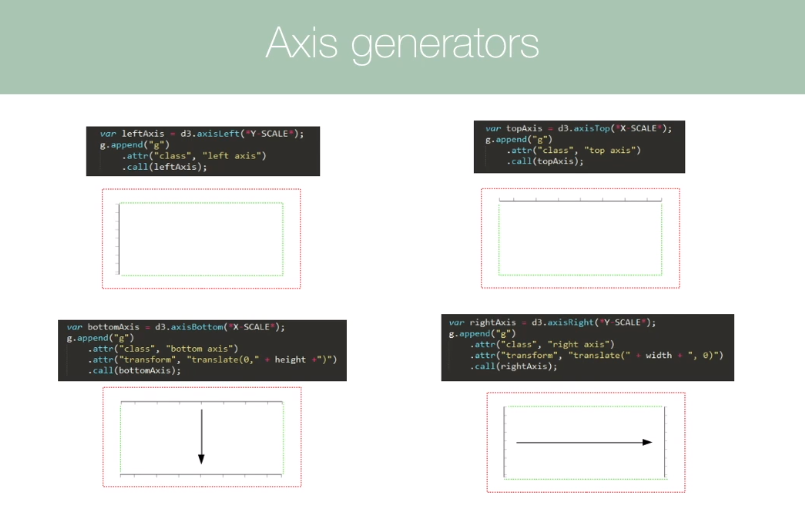 Axis generators
var leftAxis = d3.axisLeft(*Y-SCALE*);
g.append("g")
.attr("class", "left axis")
.call(leftAxis);
var topAxis = d3.axisTop(*X-SCALE*);
g.append("g")
.attr("class", "top axis")
.call(topAxis);
var bottomAxis = d3.axisBottom(*X-SCALE*);
g.append("g")
.attr("class", "bottom axis")
.attr("transform", "translate(0," + height +")")
.call(bottomAxis);
var rightAxis = d3.axisRight(*Y-SCALE*);
g.append("g")
.attr("class", "right axis")
.attr("transform", "translate(" + width + ", 0)")
.call(rightAxis);